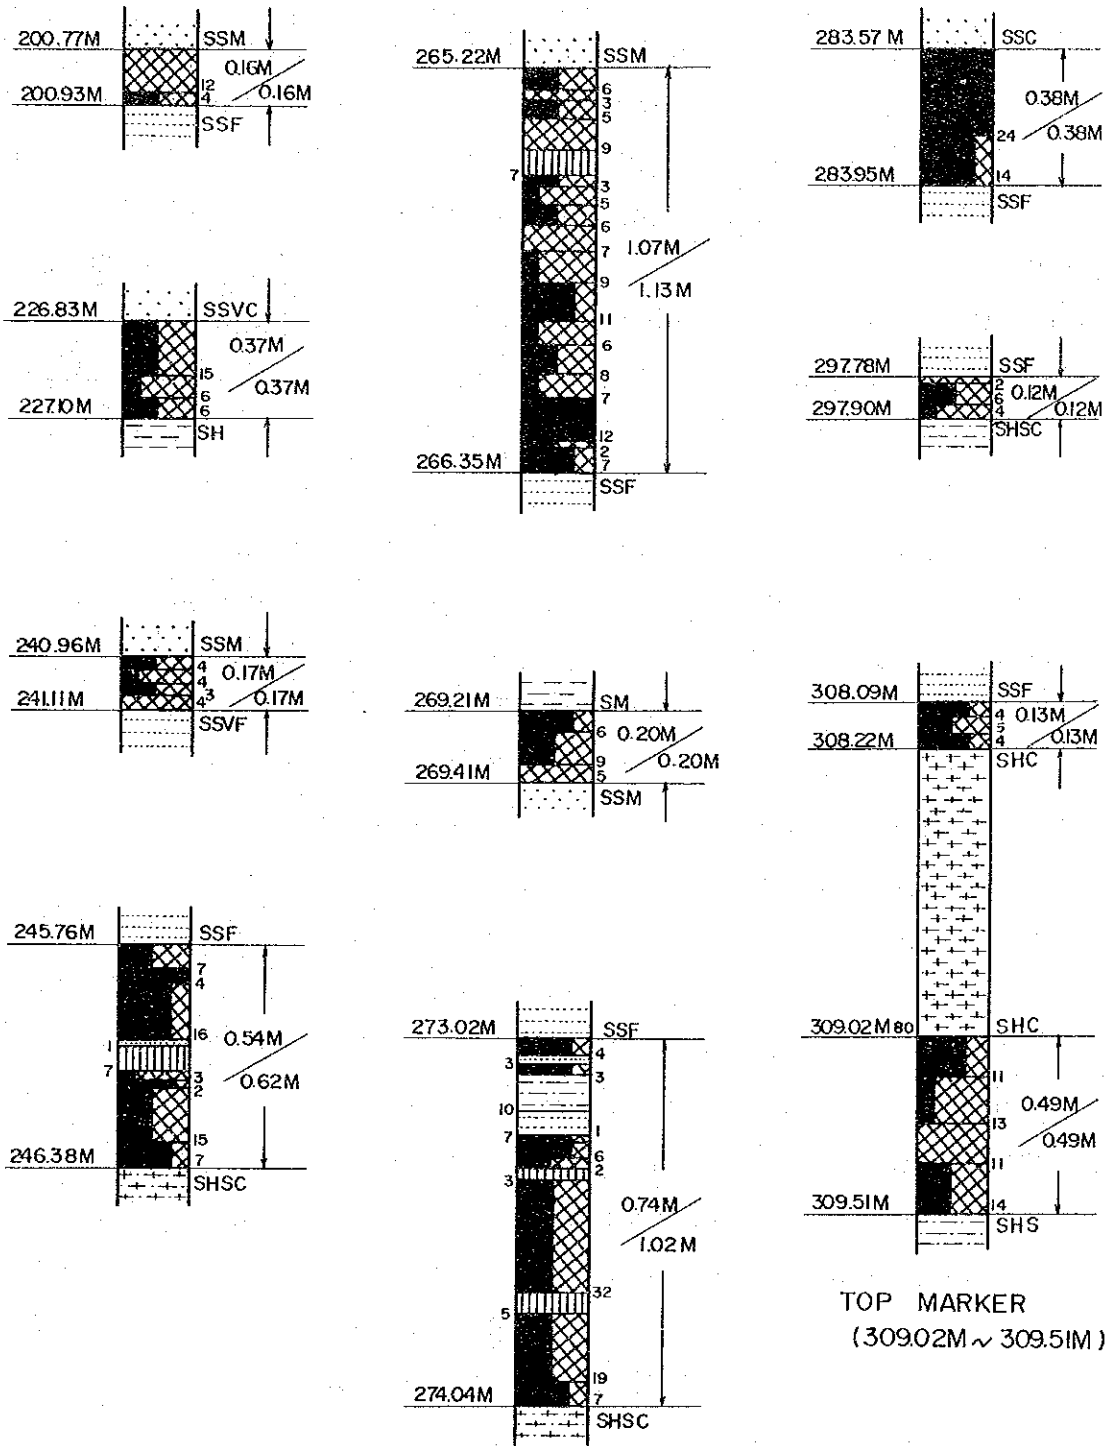 200.77M
SSM
0.16M
12
4
0.16M
200.93M
SSF
226.83M
SSVC
0.37M
15
0.37M
6
6
227.10M
SH
240.96M
SSM
4
0.17M
4
3
0.17M
4
241.11M
SSVF
245.76M
SSF
7
4
16
0.54M
1
7
3
0.62M
2
15
7
246.38M
SHSC
265.22M
SSM
6
3
5
9
7
3
5
6
1.07M
7
1.13M
9
11
6
8
7
12
2
7
266.35M
SSF
269.21M
SM
6
0.20M
9
0.20M
5
269.41M
SSM
273.02M
SSF
4
3
3
10
1
7
6
2
3
0.74M
1.02M
32
5
19
7
274.04M
SHSC
283.57M
SSC
0.38M
24
0.38M
14
283.95M
SSF
297.78M
SSF
2
6
0.12M
4
0.12M
297.90M
SHSC
308.09M
SSF
4
0.13M
5
4
0.13M
308.22M
SHC
309.02M
80
SHC
11
0.49M
13
0.49M
11
14
309.51M
SHS
TOP MARKER
(309.02M ~ 309.51M)